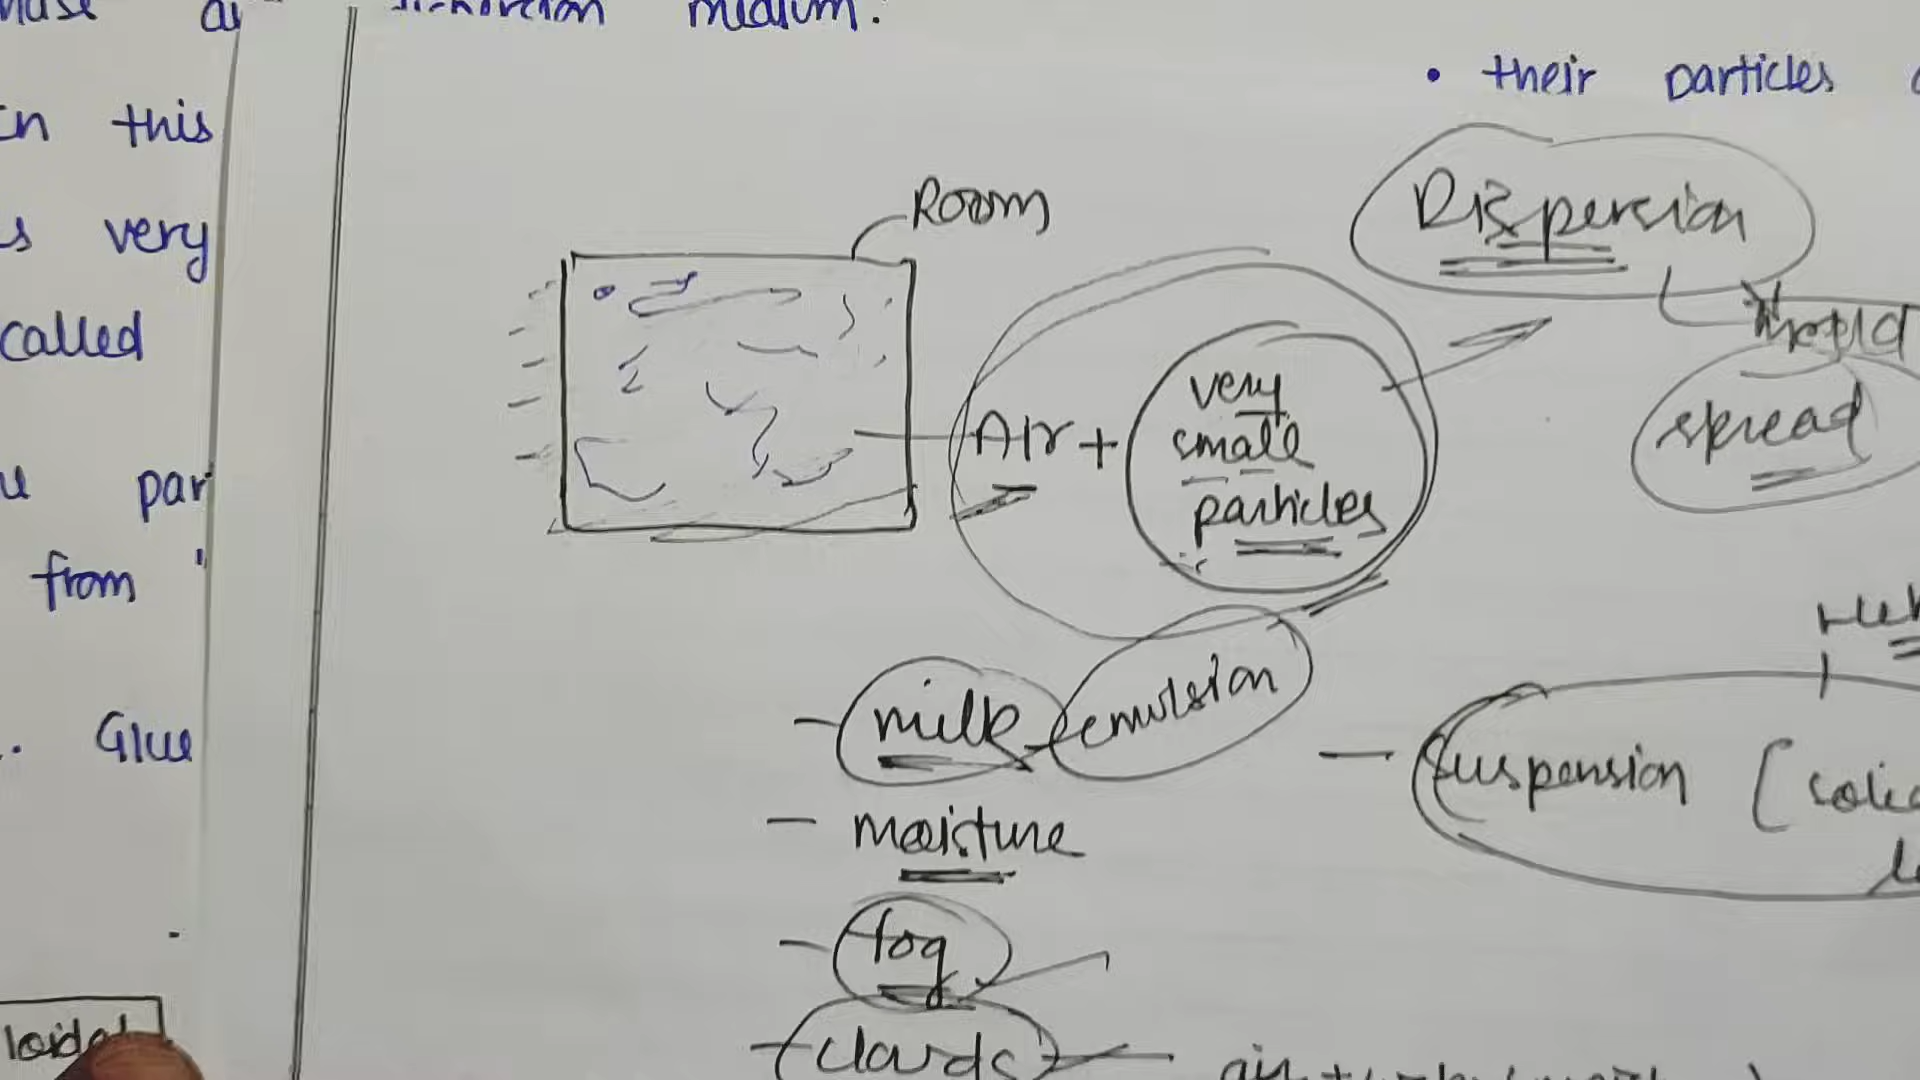 medium.
in this
very
called
par
from
. Glue
• their particles
Room
Dispersion
spread
Air + very
small
particles
- milk - emulsion
- moisture
- fog
- clouds -
- suspension [